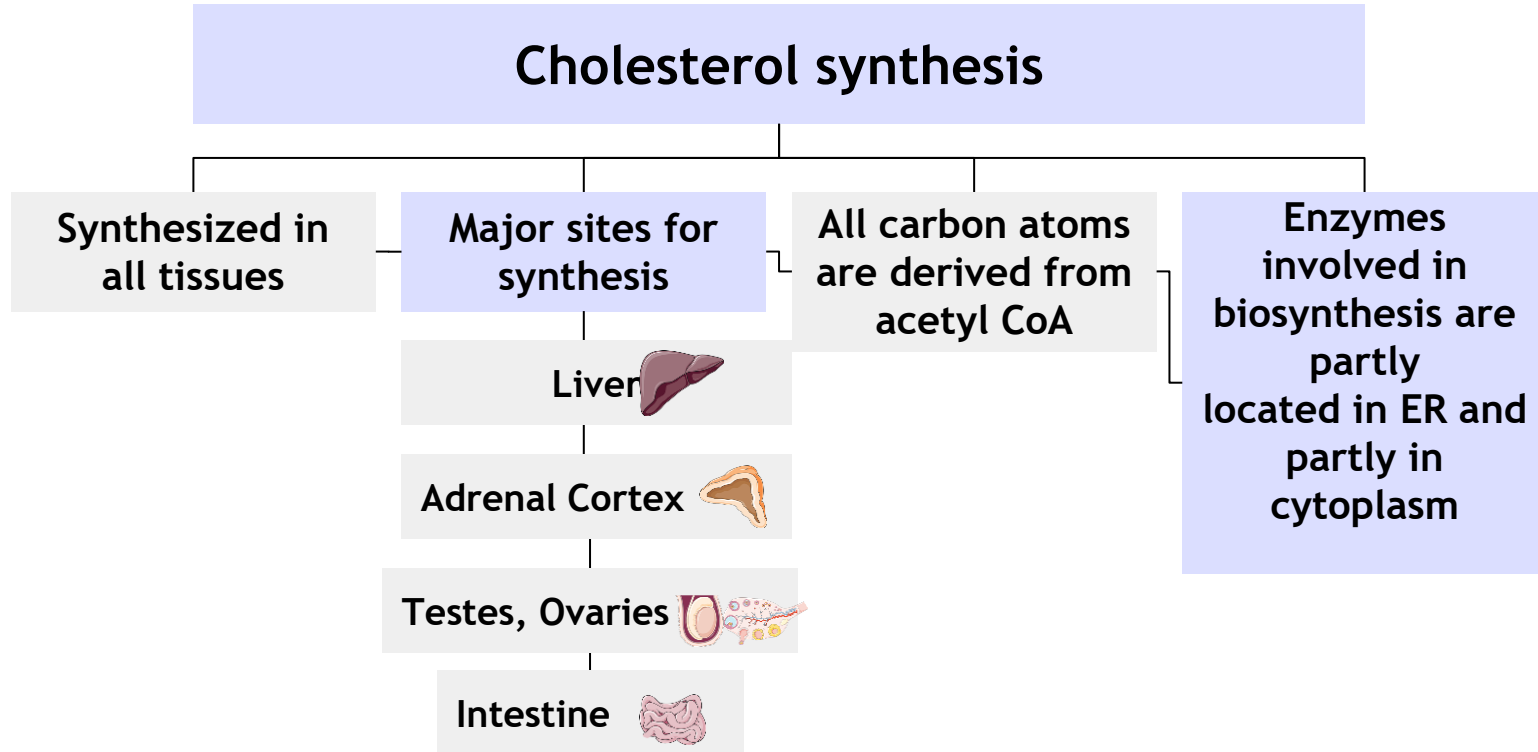 Cholesterol synthesis
Synthesized in
all tissues
Major sites for
synthesis
Liver
Adrenal Cortex
Testes, Ovaries
Intestine
All carbon atoms
are derived from
acetyl CoA
Enzymes
involved in
biosynthesis are
partly
located in ER and
partly in
cytoplasm